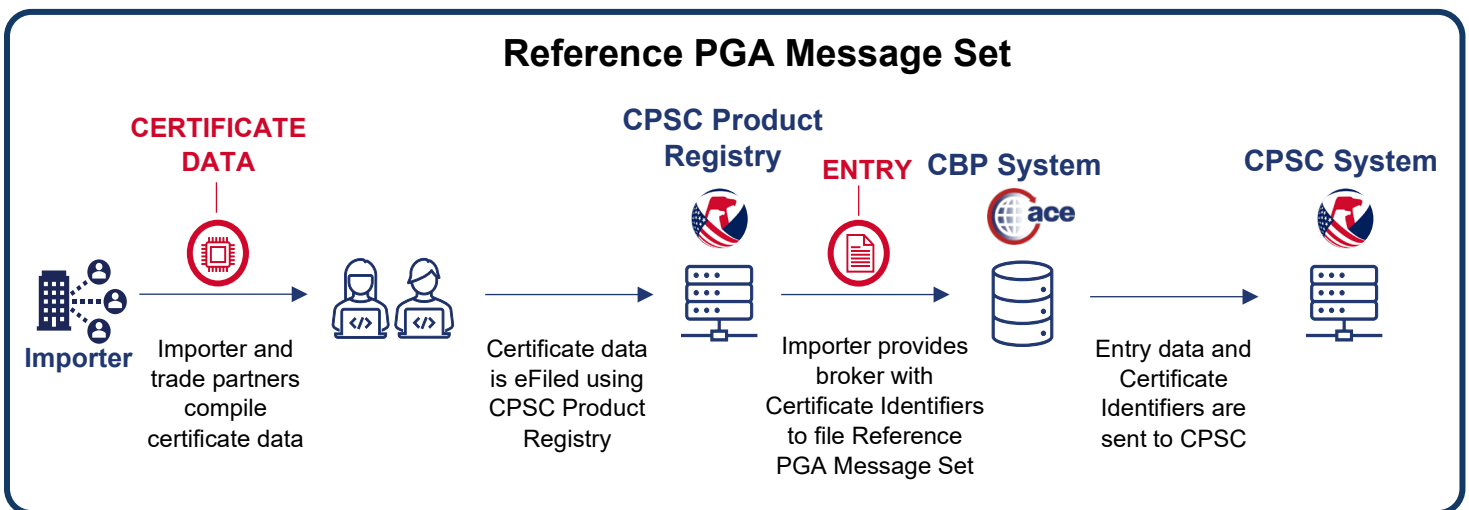 Reference PGA Message Set
CERTIFICATE
DATA
CPSC Product
Registry
ENTRY
CBP System
CPSC System
ace
</>
</>
Importer
Importer and
trade partners
compile
certificate data
Certificate data
is eFiled using
CPSC Product
Registry
Importer provides
broker with
Certificate Identifiers
to file Reference
PGA Message Set
Entry data and
Certificate
Identifiers are
sent to CPSC